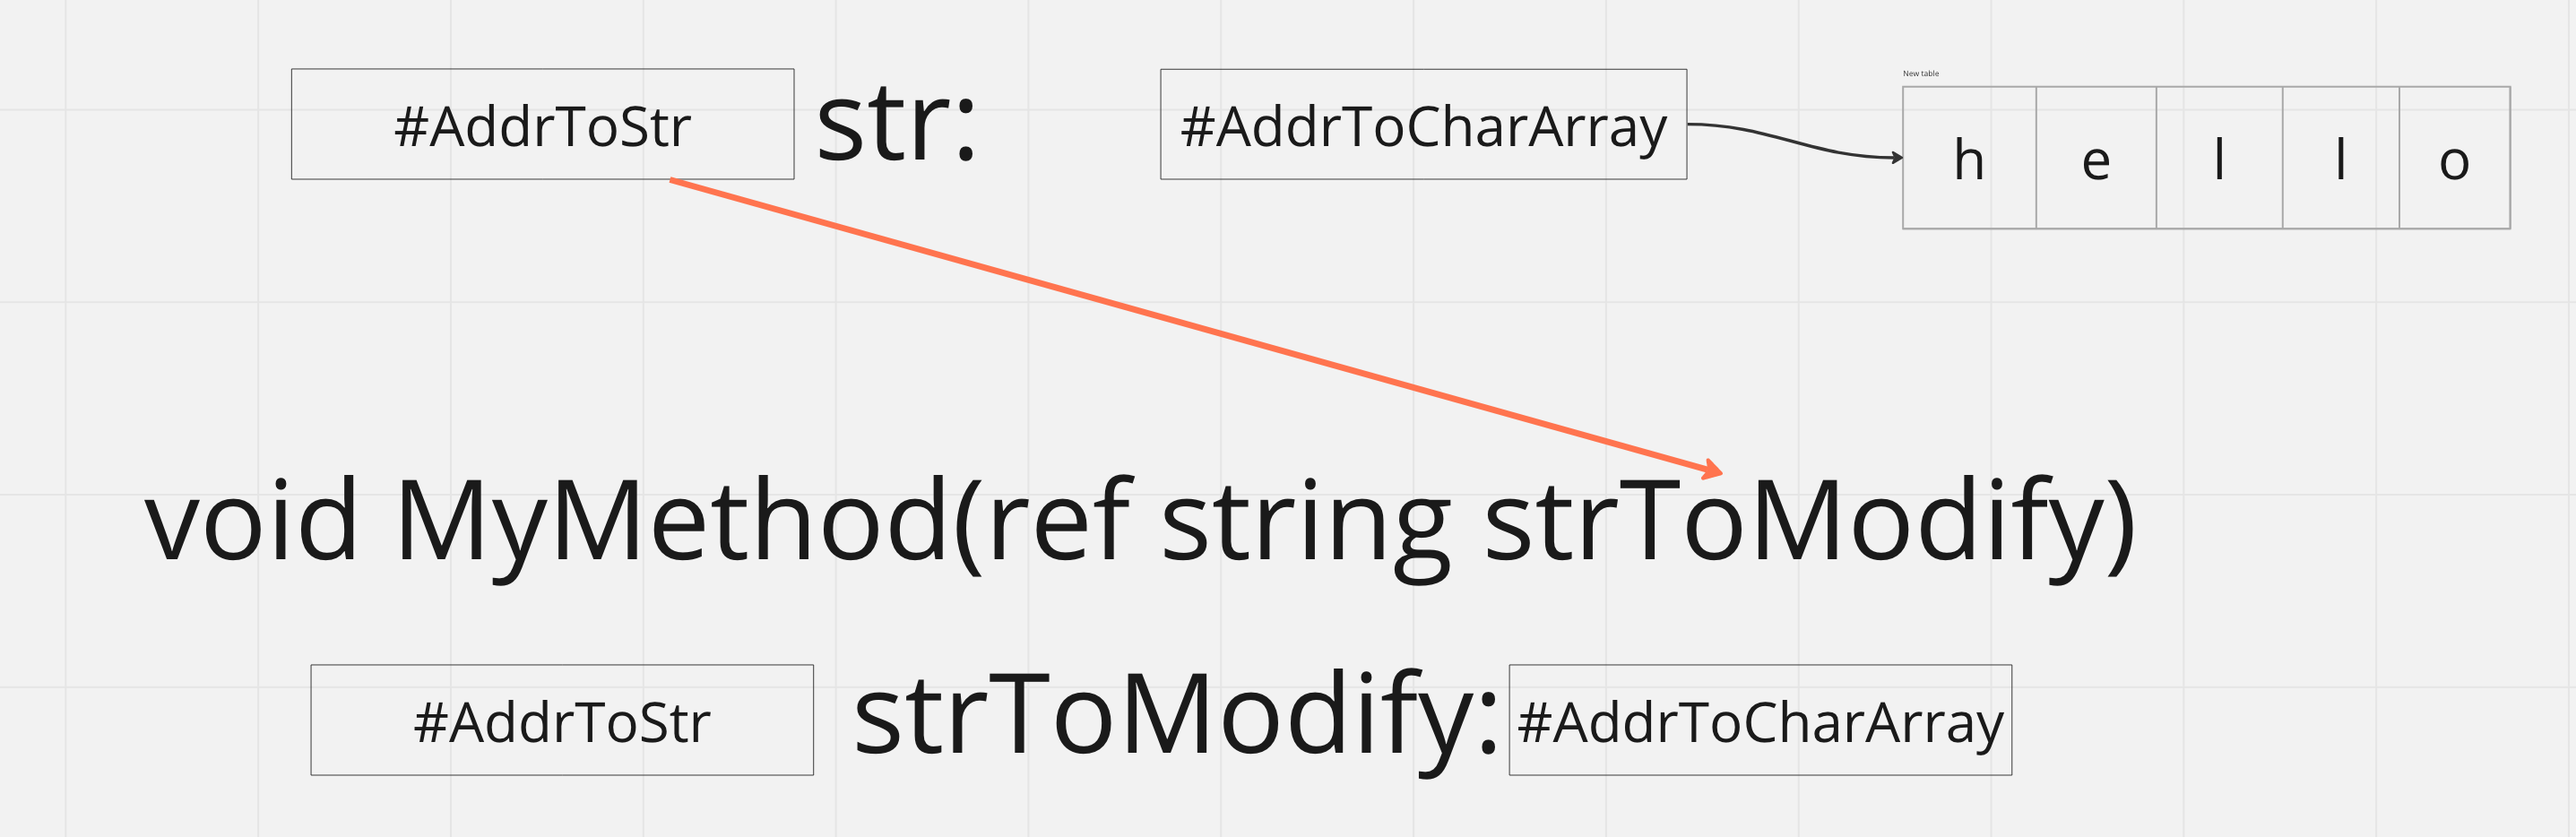 New table
#AddrToStr str: #AddrToCharArray h e l l o
void MyMethod(ref string strToModify)
#AddrToStr strToModify: #AddrToCharArray